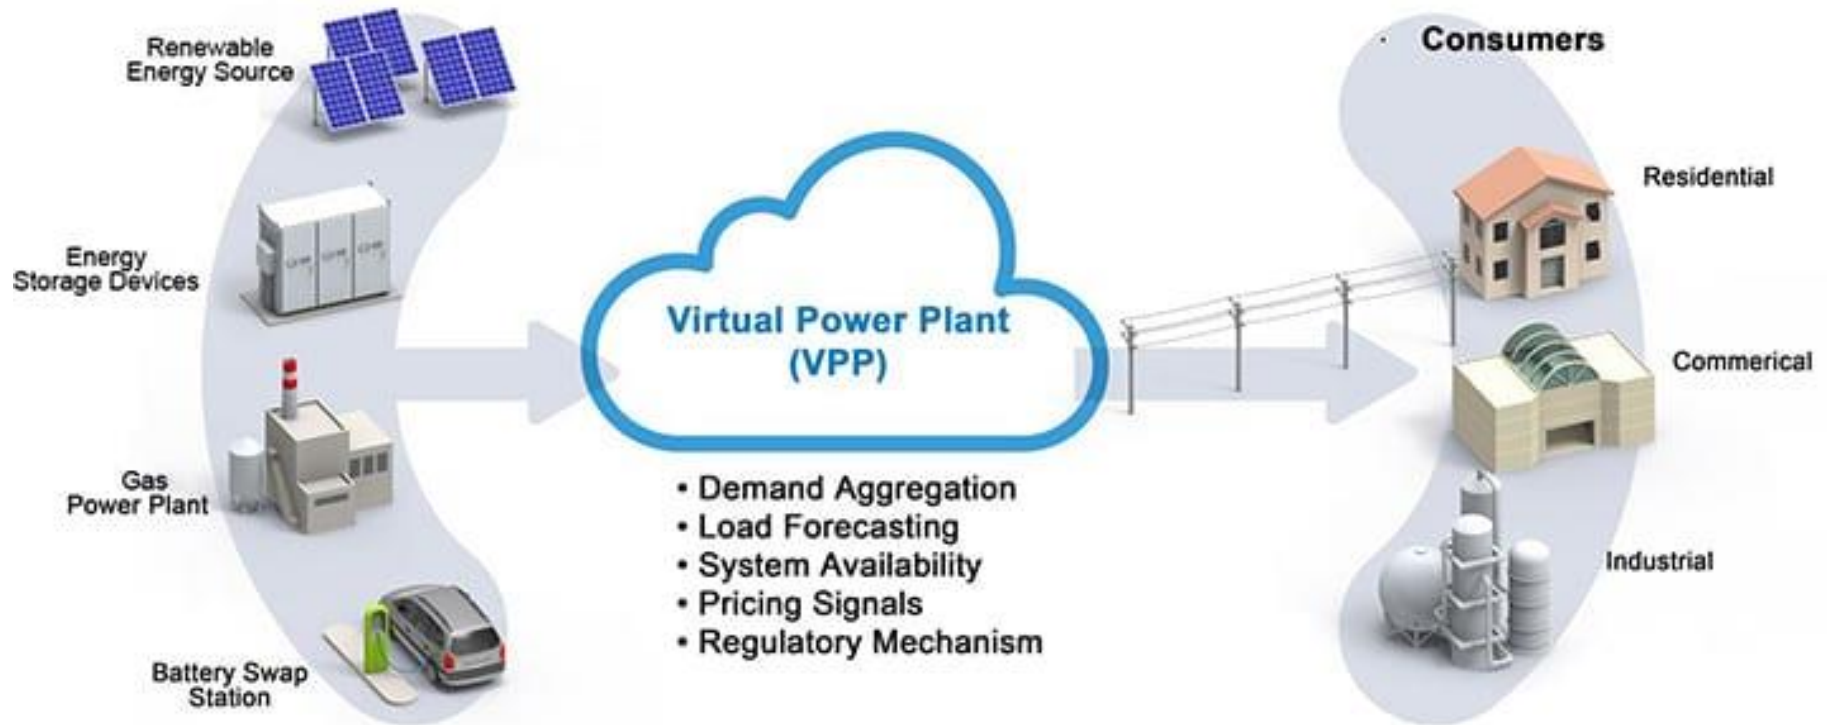 Renewable
Energy Source
Energy
Storage Devices
Gas
Power Plant
Battery Swap
Station
Virtual Power Plant
(VPP)
• Demand Aggregation
• Load Forecasting
• System Availability
• Pricing Signals
• Regulatory Mechanism
• Consumers
Residential
Commerical
Industrial